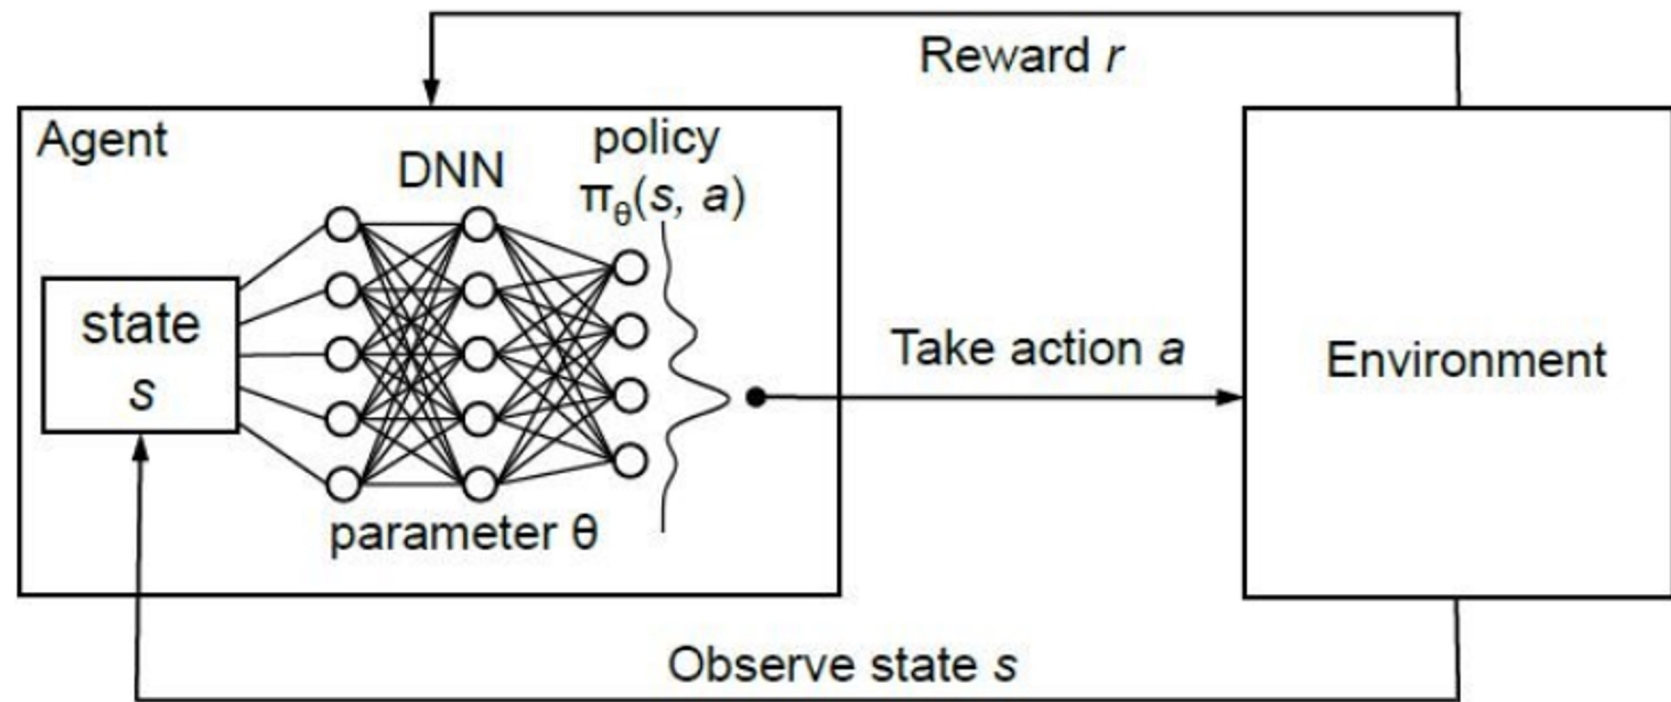 Reward r
Agent
DNN
policy
πθ(s, a)
state
s
Take action a
Environment
parameter θ
Observe state s